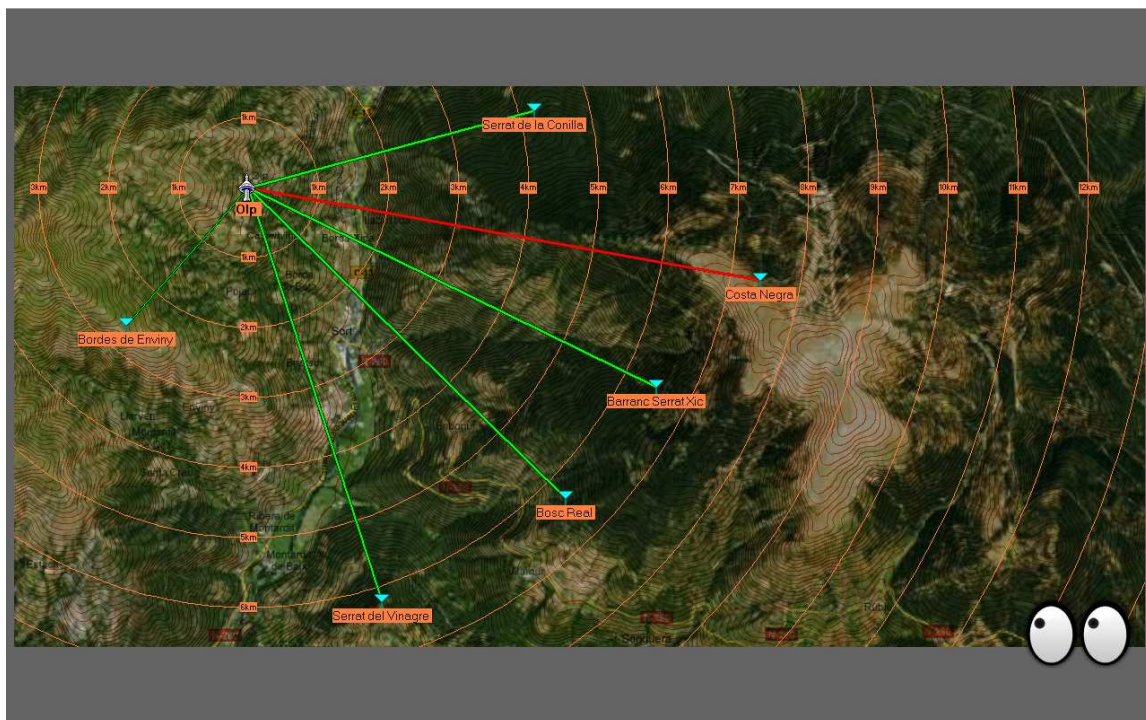 1km
Serrat de la Conilla
3km
2km
1km
1km
2km
3km
4km
5km
6km
7km
8km
9km
10km
11km
12km
Olp
1km
Costa Negra
2km
Bordes de Enviny
Sort
3km
Barranc Serrat Xic
4km
Bosc Real
5km
6km
Serrat del Vinagre